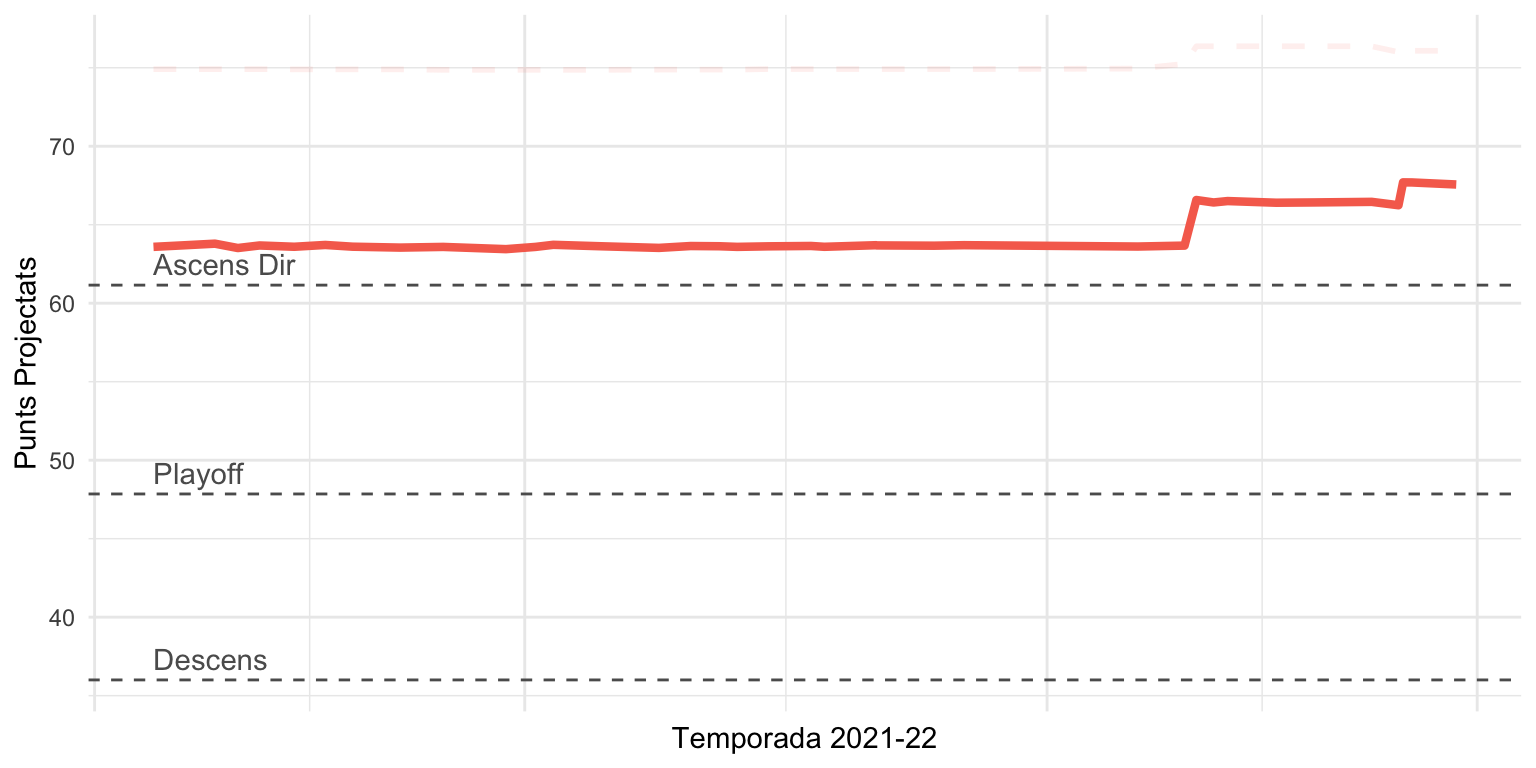 70
60
50
40
Punts Projectats
Ascens Dir
Playoff
Descens
Temporada 2021-22